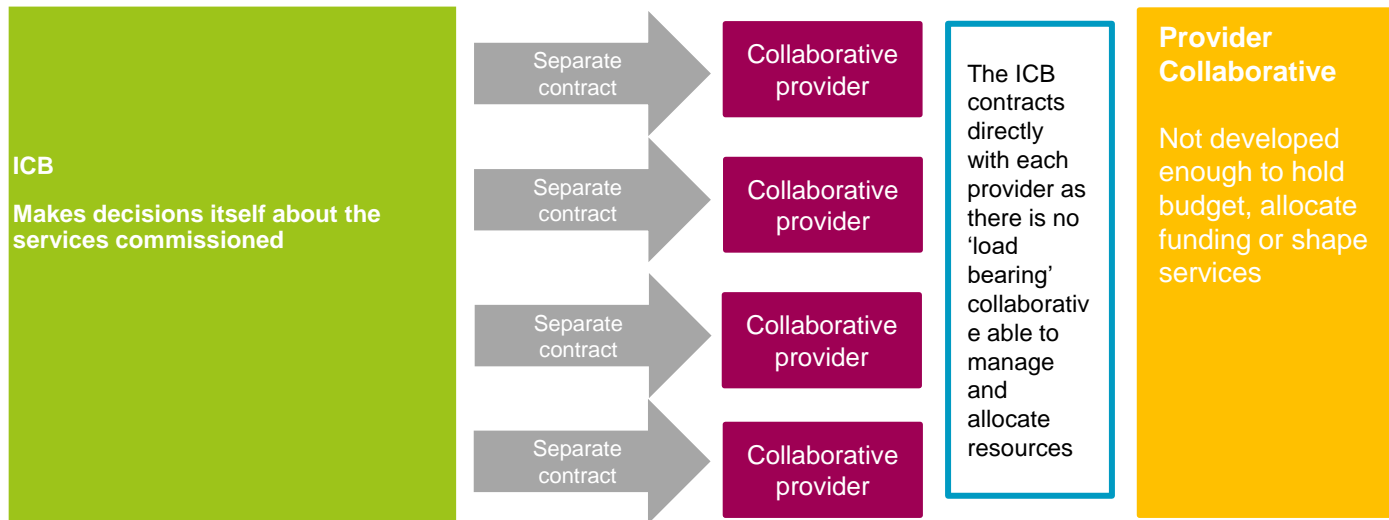 ICB
Makes decisions itself about the
services commissioned
Separate
contract
Collaborative
provider
Separate
contract
Collaborative
provider
Separate
contract
Collaborative
provider
Separate
contract
Collaborative
provider
The ICB
contracts
directly
with each
provider as
there is no
‘load
bearing’
collaborativ
e able to
manage
and
allocate
resources
Provider
Collaborative
Not developed
enough to hold
budget, allocate
funding or shape
services